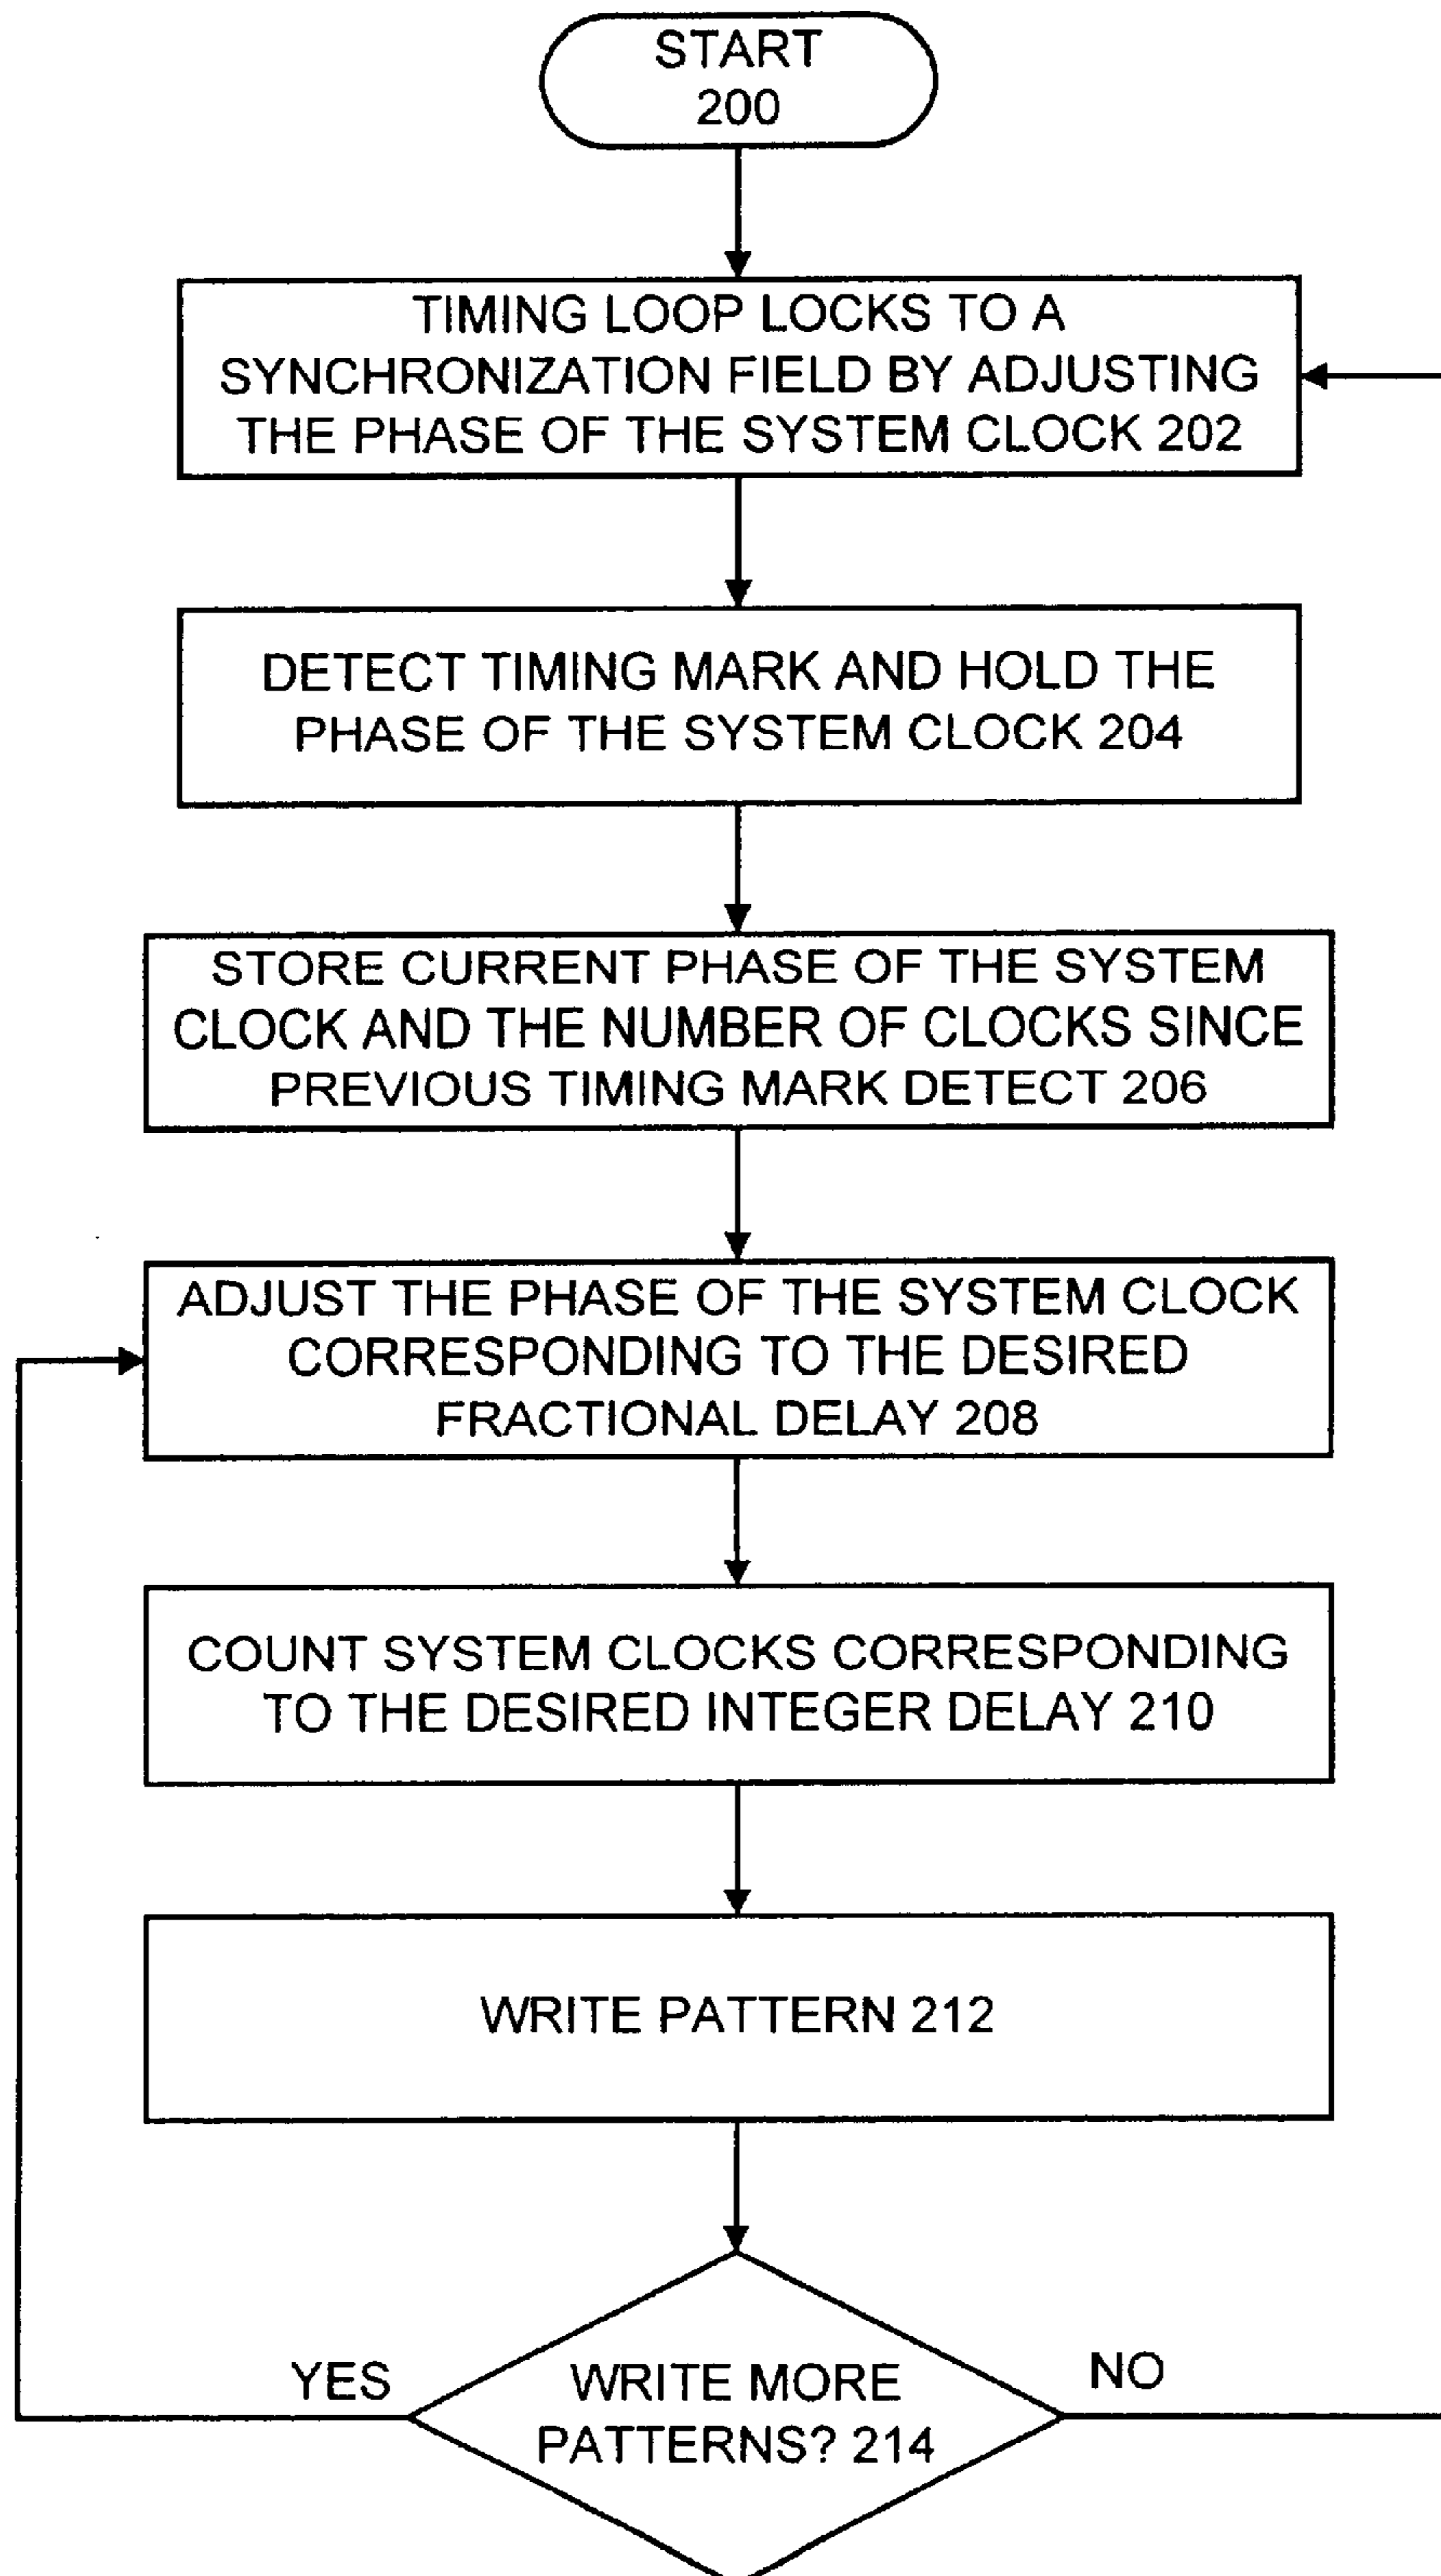 START
200
TIMING LOOP LOCKS TO A
SYNCHRONIZATION FIELD BY ADJUSTING
THE PHASE OF THE SYSTEM CLOCK 202
DETECT TIMING MARK AND HOLD THE
PHASE OF THE SYSTEM CLOCK 204
STORE CURRENT PHASE OF THE SYSTEM
CLOCK AND THE NUMBER OF CLOCKS SINCE
PREVIOUS TIMING MARK DETECT 206
ADJUST THE PHASE OF THE SYSTEM CLOCK
CORRESPONDING TO THE DESIRED
FRACTIONAL DELAY 208
COUNT SYSTEM CLOCKS CORRESPONDING
TO THE DESIRED INTEGER DELAY 210
WRITE PATTERN 212
YES
NO
WRITE MORE
PATTERNS? 214